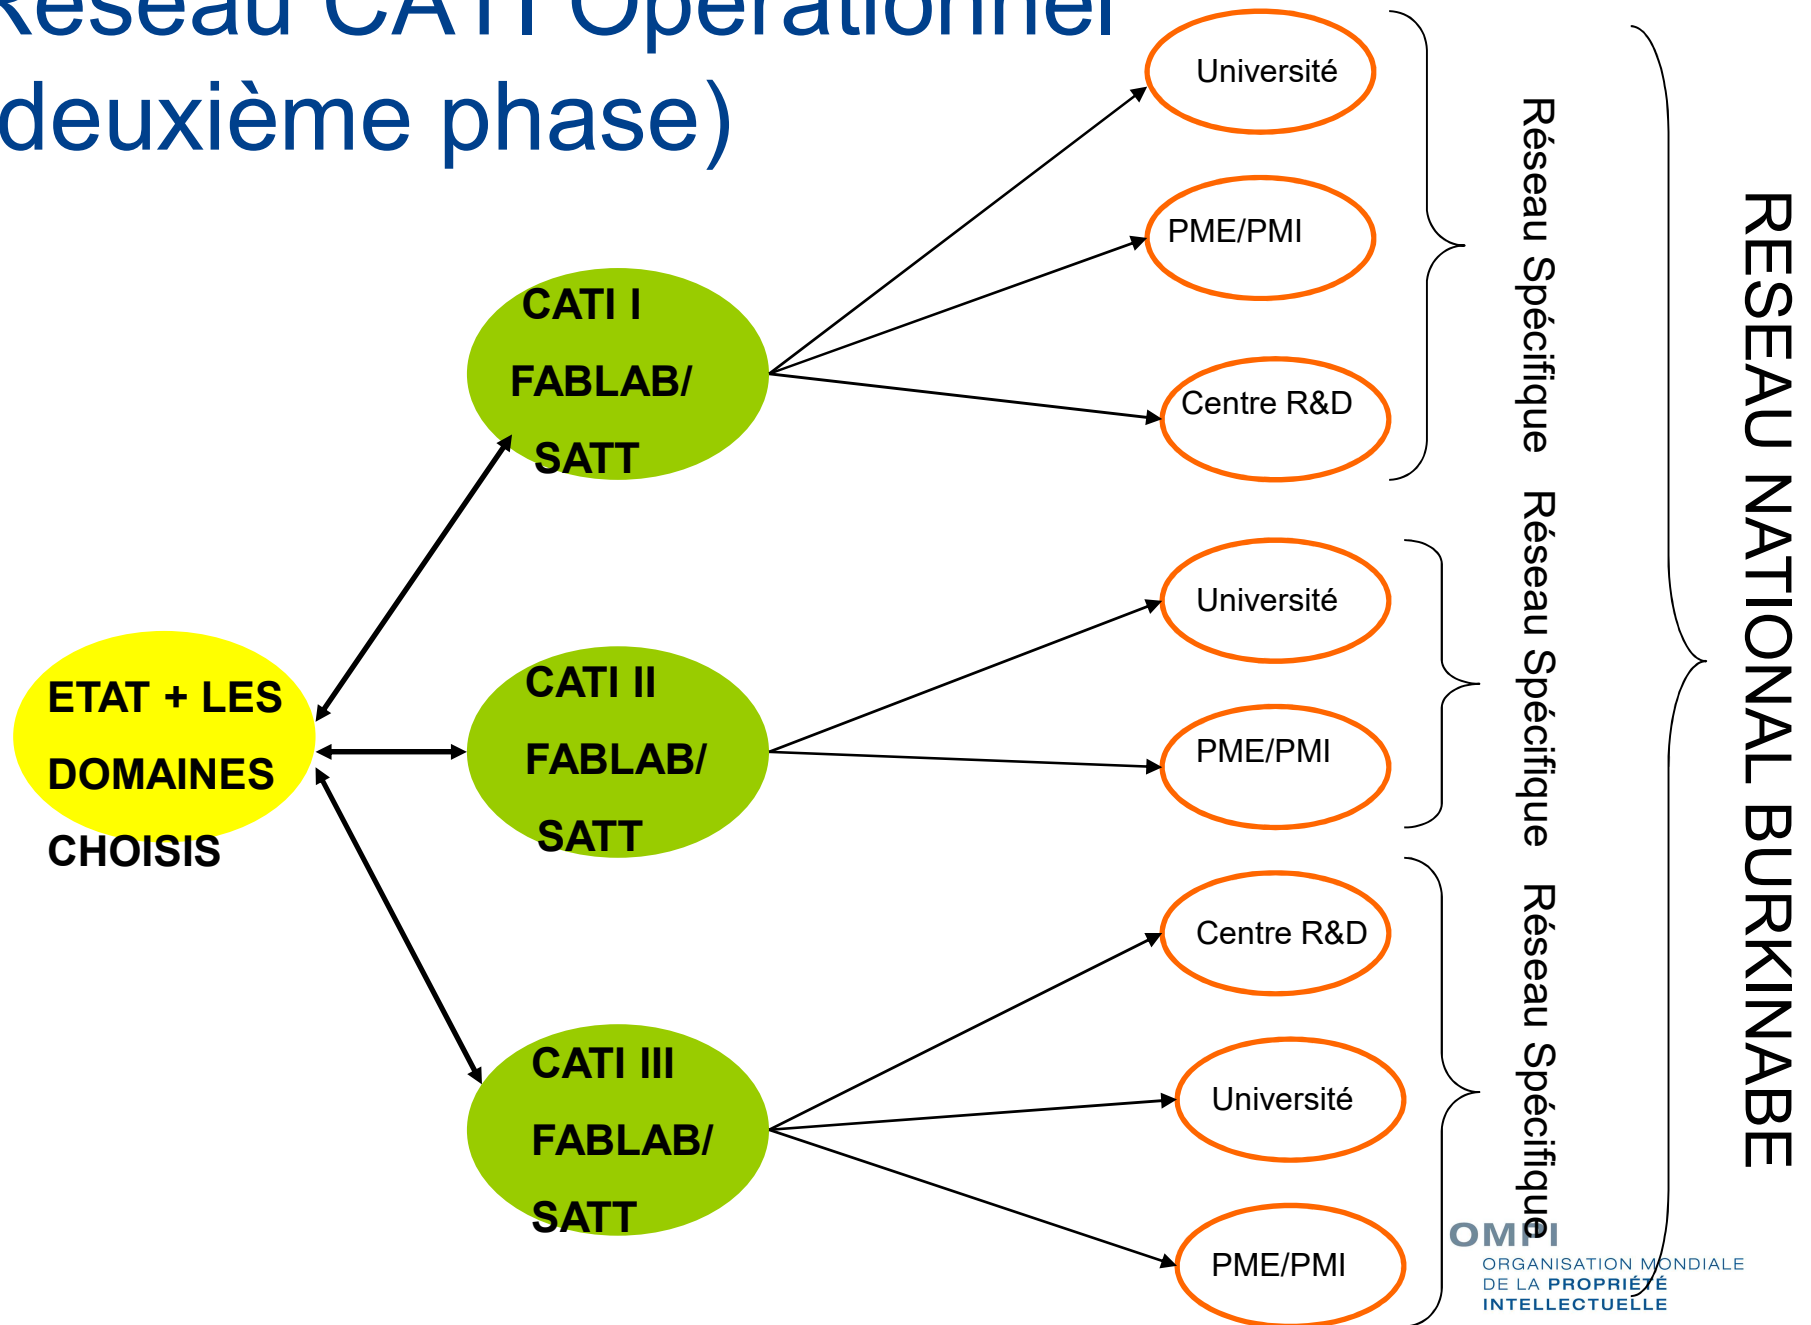 Réseau CATI Opérationnel
deuxième phase)
Université
PME/PMI
Centre R&D
CATI I
FABLAB/
SATT
Université
PME/PMI
CATI II
FABLAB/
SATT
ETAT + LES
DOMAINES
CHOISIS
Centre R&D
Université
PME/PMI
CATI III
FABLAB/
SATT
Réseau Spécifique
Réseau Spécifique
Réseau Spécifique
RESEAU NATIONAL BURKINABE
OMPI
ORGANISATION MONDIALE
DE LA PROPRIÉTÉ
INTELLECTUELLE